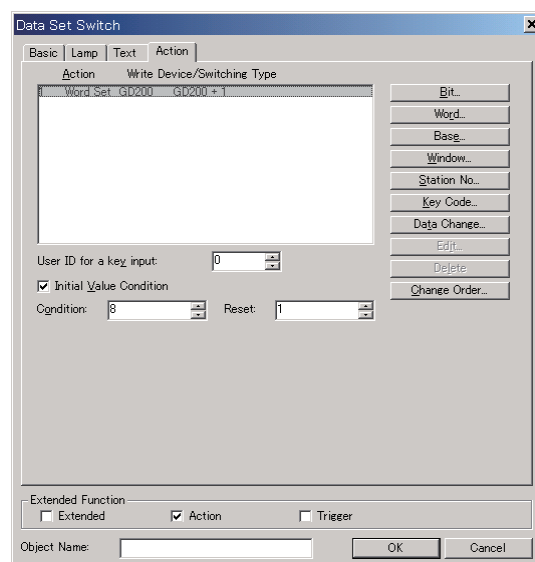 Data Set Switch
Basic Lamp Text Action
Action Write Device/Switching Type
1 Word Set GD200 GD200 + 1
Bit...
Word...
Base...
Window...
Station No...
Key Code...
Data Change...
Edit...
Delete
Change Order...
User ID for a key input: 0
Initial Value Condition
Condition: 8 Reset: 1
Extended Function
Extended Action Trigger
Object Name:
OK Cancel